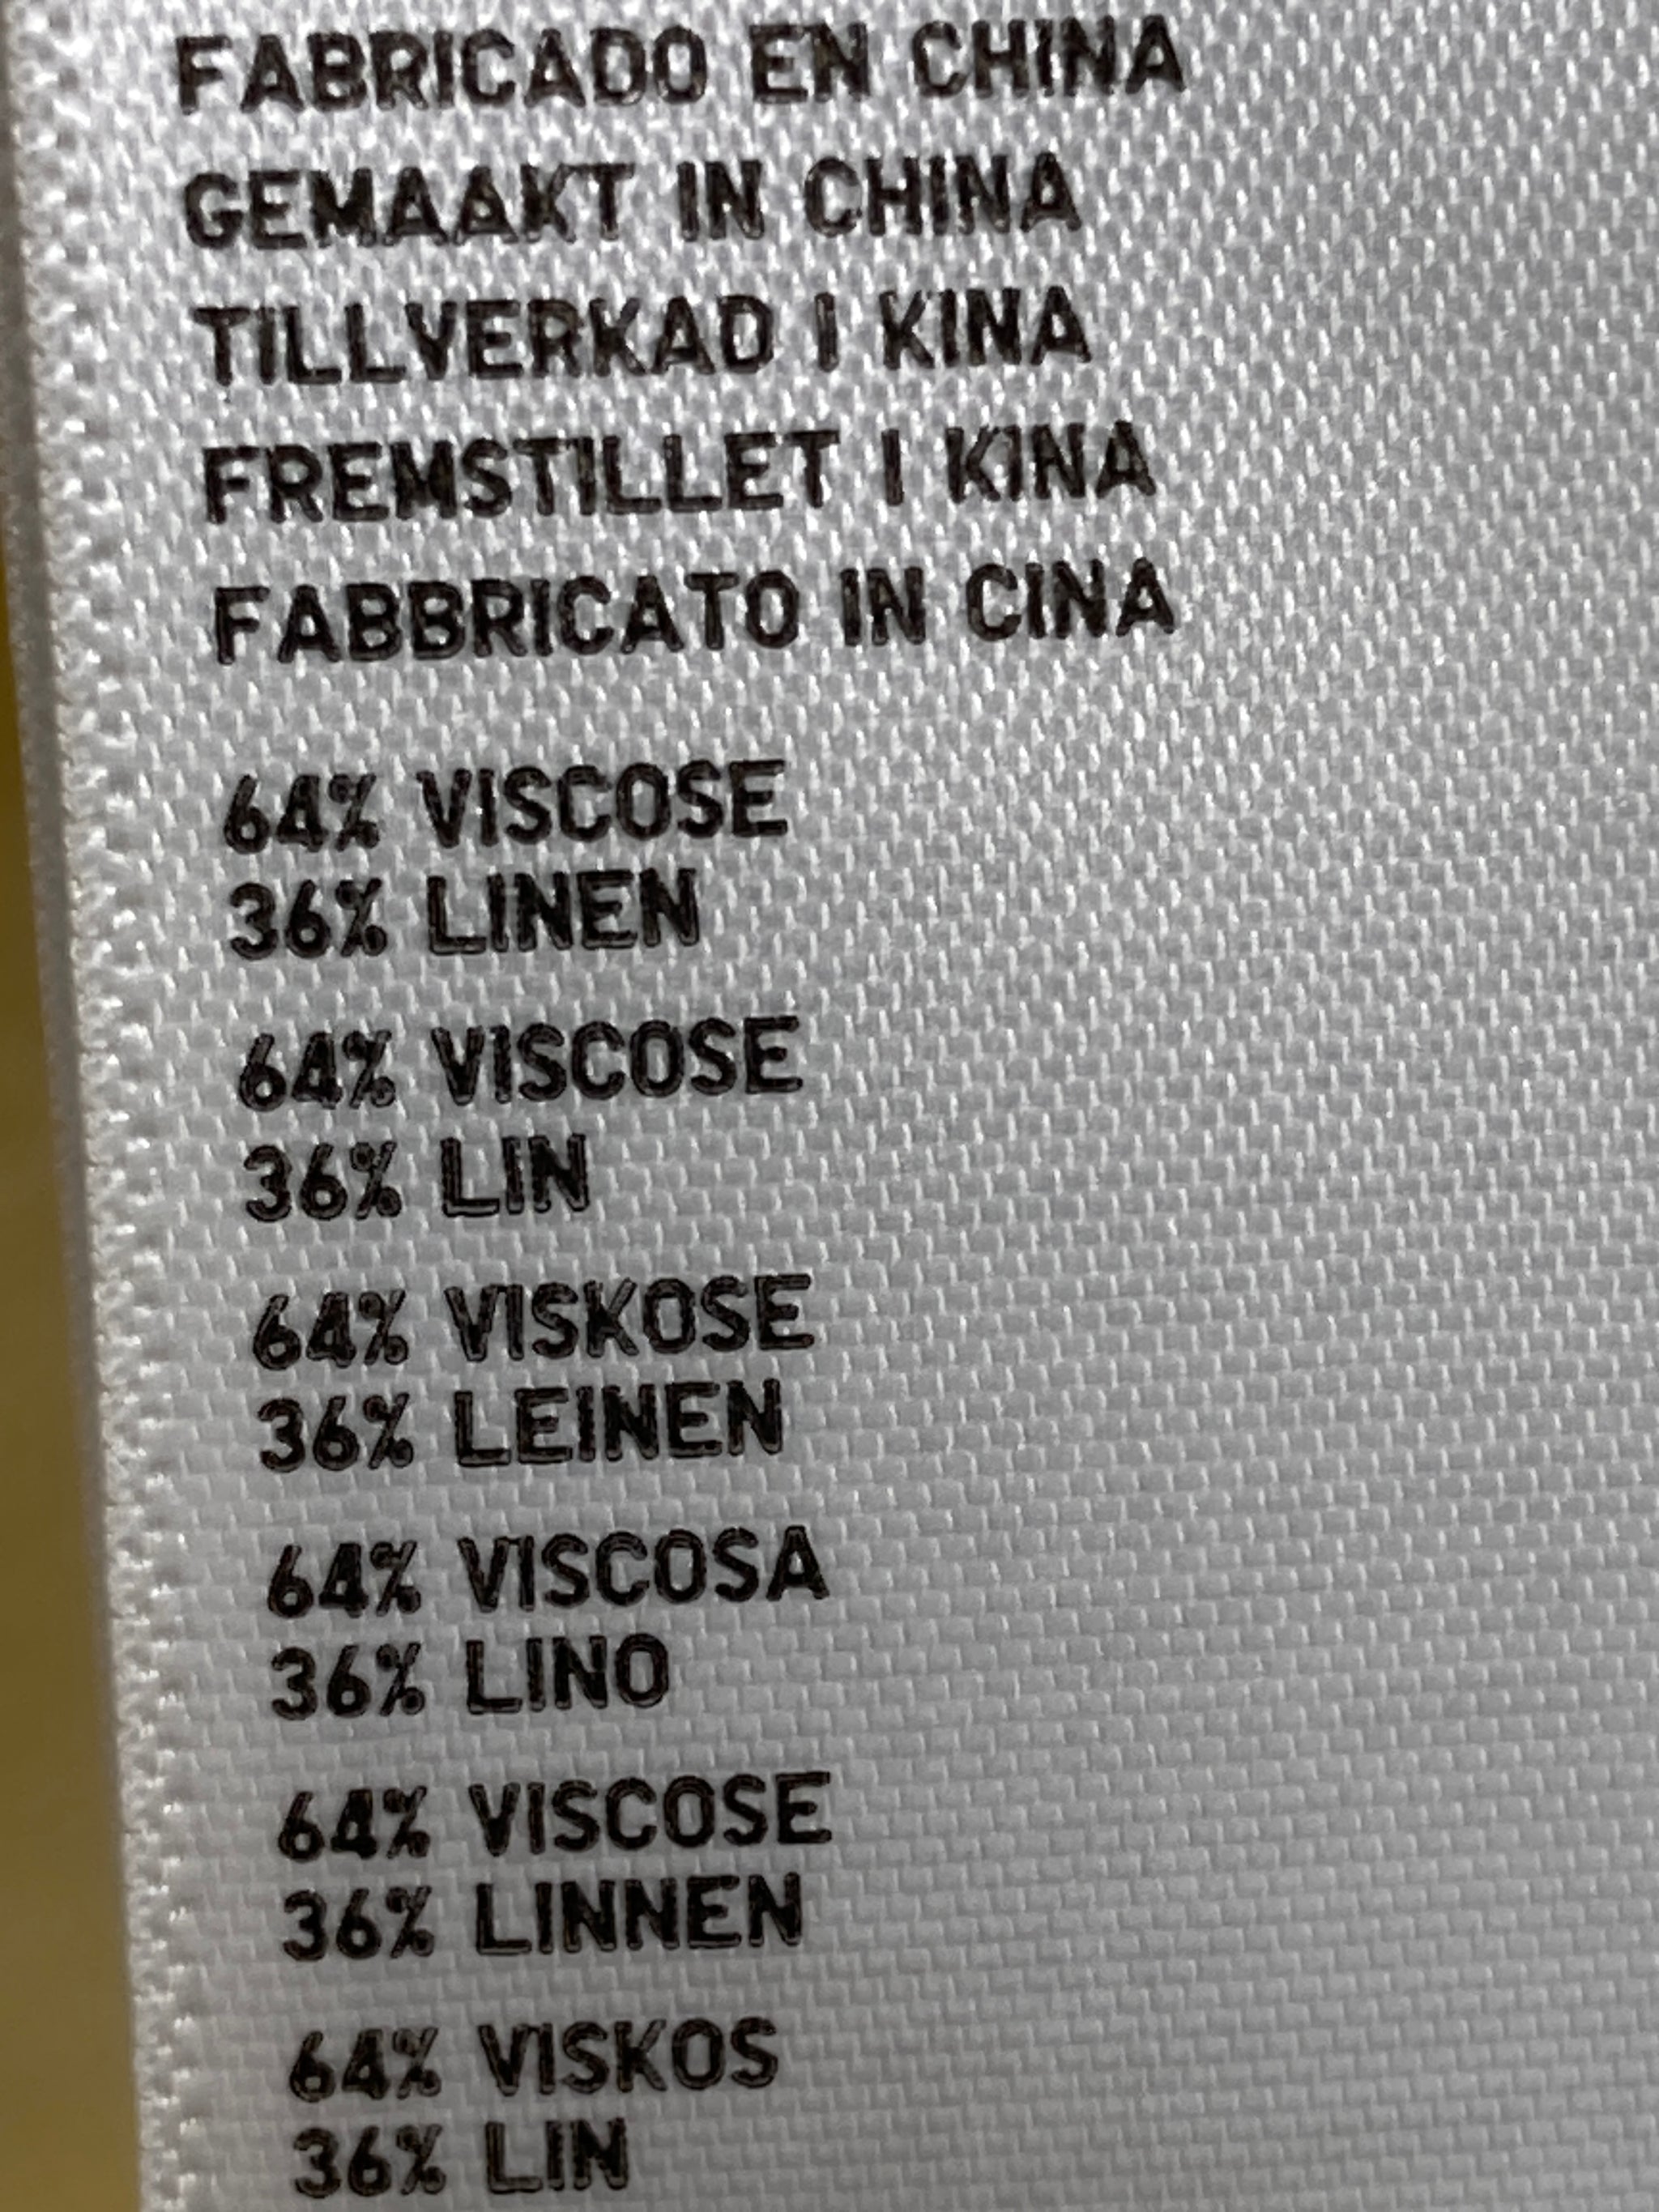 FABRICADO EN CHINA
GEMAAKT IN CHINA
TILLVERKAD I KINA
FREMSTILLET I KINA
FABBRICATO IN CINA
64% VISCOSE
36% LINEN
64% VISCOSE
36% LIN
64% VISKOSE
36% LEINEN
64% VISCOSA
36% LINO
64% VISCOSE
36% LINNEN
64% VISKOS
36% LIN